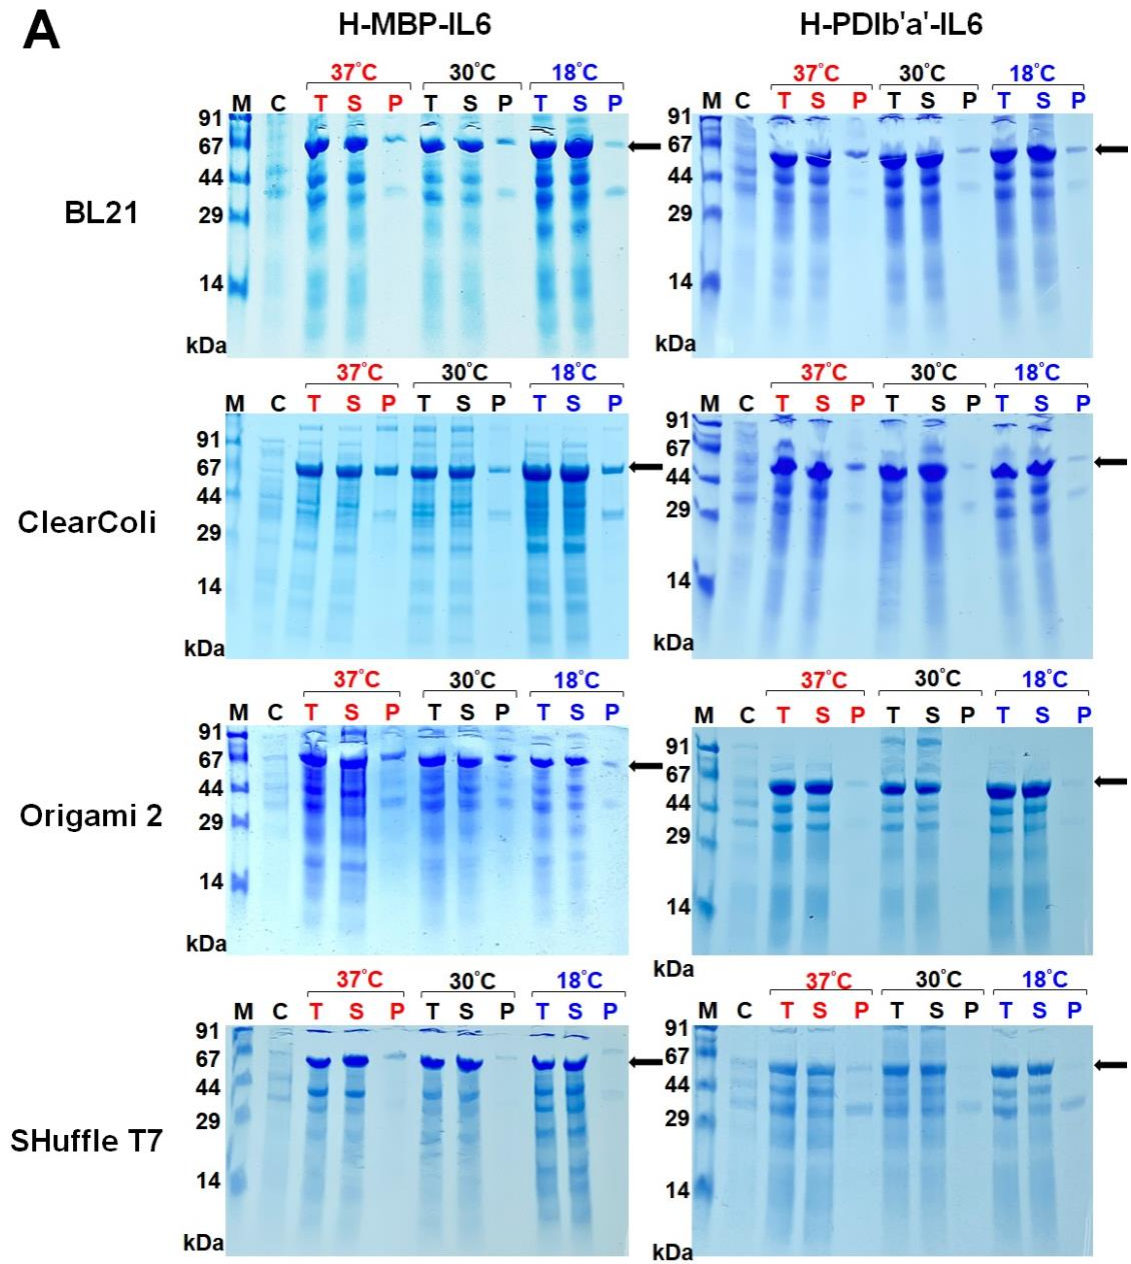 A
H-MBP-IL6 H-PDIb'a'-IL6
37°C 30°C 18°C 37°C 30°C 18°C
M C T S P T S P T S P M C T S P T S P T S P
91 91
67 67
44 44
BL21
29 29
14 14
kDa kDa
37°C 30°C 18°C 37°C 30°C 18°C
M C T S P T S P T S P M C T S P T S P T S P
91 91
67 67
44 44
ClearColi
29 29
14 14
kDa kDa
37°C 30°C 18°C 37°C 30°C 18°C
M C T S P T S P T S P M C T S P T S P T S P
91 91
67 67
44 44
Origami 2
29 29
14 14
kDa kDa
37°C 30°C 18°C 37°C 30°C 18°C
M C T S P T S P T S P M C T S P T S P T S P
91 91
67 67
44 44
29 29
SHuffle T7
14 14
kDa kDa